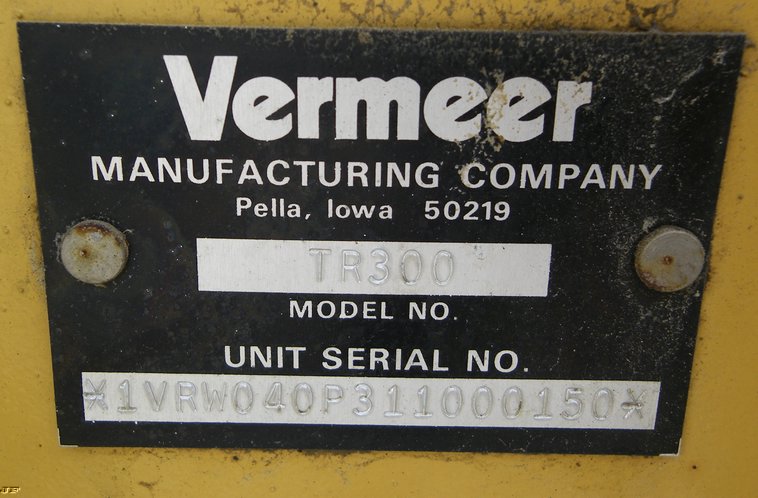 Vermeer
MANUFACTURING COMPANY
Pella, Iowa 50219
TR300
MODEL NO.
UNIT SERIAL NO.
*1VRW040P311000150*